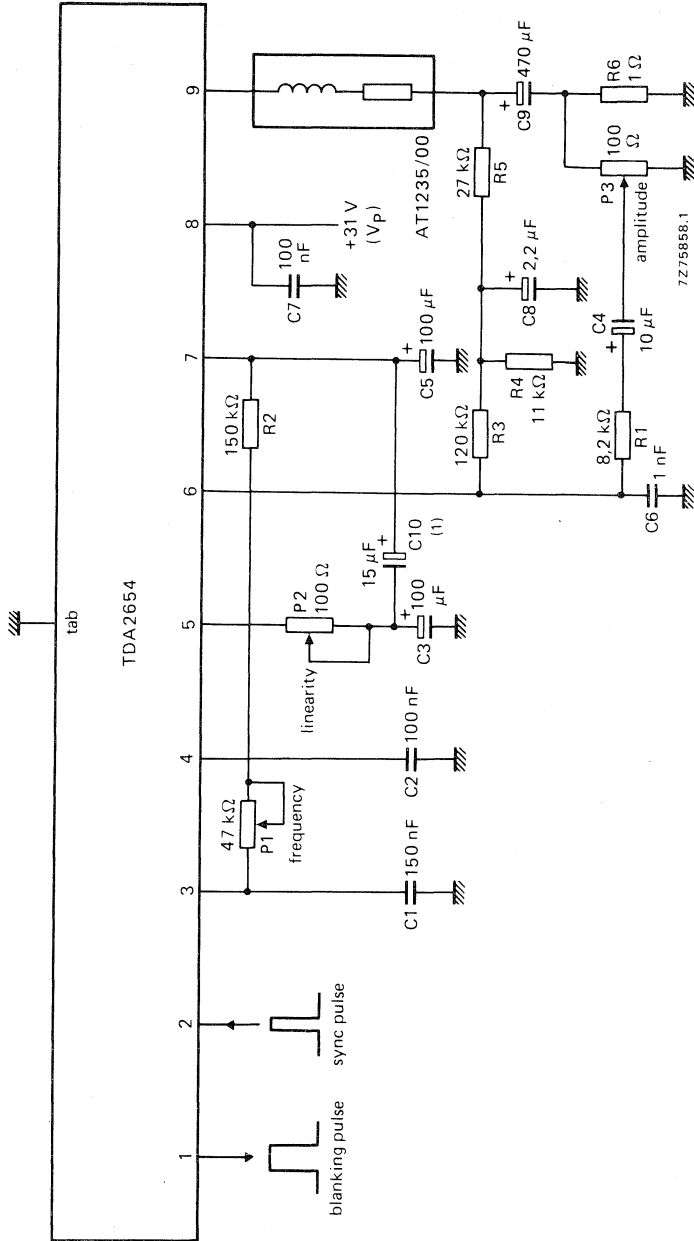 TDA2654
tab
1
2
3
4
5
6
7
8
9
blanking pulse
sync pulse
47 kΩ
P1
frequency
C1
150 nF
C2
100 nF
linearity
P2
100 Ω
C3
+
100
µF
15 µF
+
C10
(1)
150 kΩ
R2
C5
+
100 µF
C7
100
nF
+31 V
(VP)
AT1235/00
120 kΩ
R3
R4
11 kΩ
C8
+
2,2 µF
27 kΩ
R5
C9
+
470 µF
8,2 kΩ
R1
C6
1 nF
C4
+
10 µF
P3
100
Ω
amplitude
R6
1 Ω
7Z75858.1